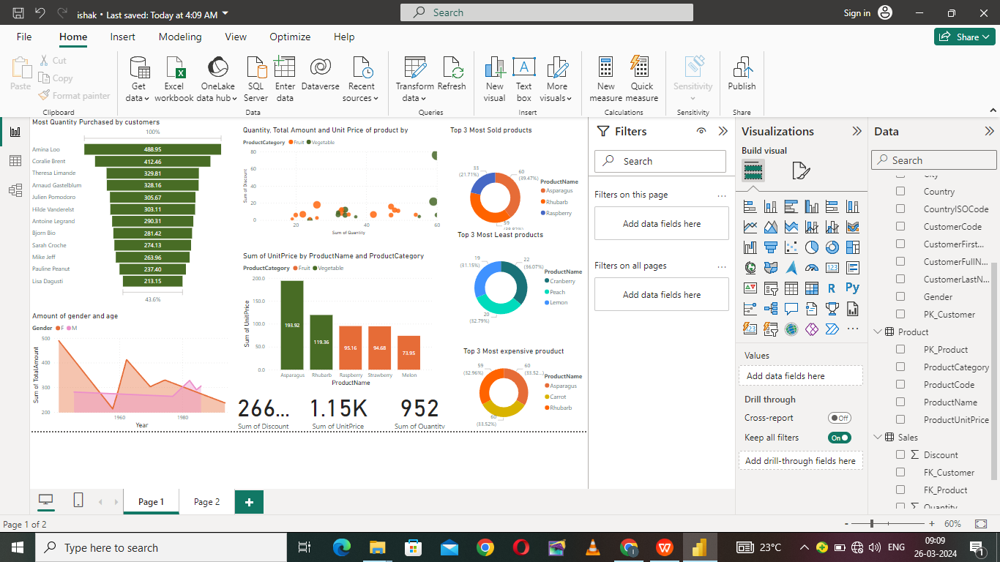 ishak • Last saved: Today at 4:09 AM
Search
Sign in
File
Home
Insert
Modeling
View
Optimize
Help
Share
Paste
Cut
Copy
Format painter
Clipboard
Get data
Excel workbook
OneLake data hub
SQL Server
Enter data
Dataverse
Recent sources
Data
Transform data
Refresh
Queries
New visual
Text box
More visuals
Insert
New measure
Quick measure
Calculations
Sensitivity
Sensitivity
Publish
Share
Most Quantity Purchased by customers
100%
Amina Loo 488.95
Coralie Brent 412.46
Theresa Limande 329.81
Arnaud Gastelblum 328.16
Julien Pomodoro 305.67
Hilde Vanderelst 303.11
Antoine Legrand 290.31
Bjorn Bio 281.42
Sarah Croche 274.13
Mike Jeff 263.96
Pauline Peanut 237.40
Lisa Dagusti 213.15
43.6%
Amount of gender and age
Gender F M
Sum of TotalAmount
500
400
300
200
1960 1980
Year
Quantity, Total Amount and Unit Price of product by
ProductCategory Fruit Vegetable
Sum of Discount
80
60
40
20
0
20 40 60
Sum of Quantity
Sum of UnitPrice by ProductName and ProductCategory
ProductCategory Fruit Vegetable
Sum of UnitPrice
200.0
150.0
100.0
50.0
0.0
193.92
119.36
95.16
94.68
73.95
Asparagus Rhubarb Raspberry Strawberry Melon
ProductName
266...
Sum of Discount
1.15K
Sum of UnitPrice
952
Sum of Quantity
Top 3 Most Sold products
33
(21.71%)
60
(39.47%)
59
ProductName
Asparagus
Rhubarb
Raspberry
Top 3 Most Least products
19
(31.15%)
22
(36.07%)
20
(32.79%)
ProductName
Cranberry
Peach
Lemon
Top 3 Most expensive prouduct
59
(32.96%)
60
(33.52...
60
(33.52%)
ProductName
Asparagus
Carrot
Rhubarb
Filters
Search
Filters on this page
...
Add data fields here
Filters on all pages
...
Add data fields here
Visualizations
Build visual
R
Py
123
...
Values
Add data fields here
Drill through
Cross-report
Off
Keep all filters
On
Add drill-through fields here
Data
Search
City
Country
CountryISOCode
CustomerCode
CustomerFirst...
CustomerFullN...
CustomerLastN...
Gender
PK_Customer
Product
PK_Product
ProductCategory
ProductCode
ProductName
ProductUnitPrice
Sales
Σ Discount
FK_Customer
FK_Product
Σ Quantity
Page 1
Page 2
+
Page 1 of 2
- + 60%
Type here to search
23°C
ENG
09:09
26-03-2024
1